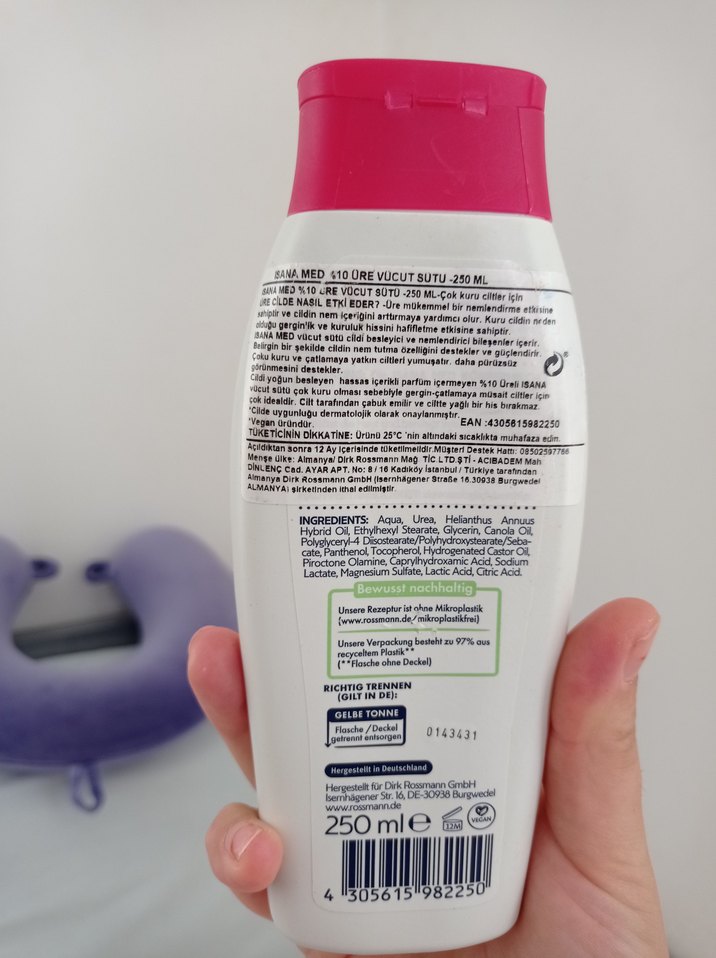 ISANA MED %10 ÜRE VÜCUT SÜTÜ -250 ML
ISANA MED %10 ÜRE VÜCUT SÜTÜ -250 ML-Çok kuru ciltler için
ÜRE CİLDE NASIL ETKİ EDER? -Üre mükemmel bir nemlendirme etkisine
sahiptir ve cildin nem içeriğini arttırmaya yardımcı olur. Kuru cildin neden
olduğu gergin'lik ve kuruluk hissini hafifletme etkisine sahiptir.
ISANA MED vücut sütü cildi besleyici ve nemlendirici bileşenler içerir.
Belirgin bir şekilde cildin nem tutma özelliğini destekler ve güçlendirir.
Çoku kuru ve çatlamaya yatkın ciltleri yumuşatır. daha pürüzsüz
görünmesini destekler.
Cildi yoğun besleyen hassas içerikli parfüm içermeyen %10 Üreli ISANA
vücut sütü çok kuru olması sebebiyle gergin-çatlamaya müsait ciltler için
çok idealdir. Cilt tarafından çabuk emilir ve ciltte yağlı bir his bırakmaz.
*Cilde uygunluğu dermatolojik olarak onaylanmıştır.
*Vegan üründür. EAN :4305615982250
TÜKETİCİNİN DİKKATİNE: Ürünü 25°C 'nin altındaki sıcaklıkta muhafaza edin.
Açıldıktan sonra 12 Ay içerisinde tüketilmelidir.Müşteri Destek Hattı: 08502597766
Menşe ülke: Almanya/ Dirk Rossmann Mağ TİC LTD.ŞTİ - ACIBADEM Mah
DİNLENÇ Cad. AYAR APT. No: 8 / 16 Kadıköy İstanbul / Türkiye tarafından
Almanya Dirk Rossmann GmbH (Isernhägener Straße 16.30938 Burgwedel
ALMANYA) şirketinden ithal edilmiştir.
INGREDIENTS: Aqua, Urea, Helianthus Annuus
Hybrid Oil, Ethylhexyl Stearate, Glycerin, Canola Oil,
Polyglyceryl-4 Diisostearate/Polyhydroxystearate/Seba-
cate, Panthenol, Tocopherol, Hydrogenated Castor Oil,
Piroctone Olamine, Caprylhydroxamic Acid, Sodium
Lactate, Magnesium Sulfate, Lactic Acid, Citric Acid.
Bewusst nachhaltig
Unsere Rezeptur ist ohne Mikroplastik
(www.rossmann.de/mikroplastikfrei)
Unsere Verpackung besteht zu 97% aus
recyceltem Plastik**
(**Flasche ohne Deckel)
RICHTIG TRENNEN
(GILT IN DE):
GELBE TONNE
Flasche / Deckel
getrennt entsorgen
0143431
Hergestellt in Deutschland
Hergestellt für Dirk Rossmann GmbH
Isernhägener Str. 16, DE-30938 Burgwedel
www.rossmann.de
250 ml ℮ 12M VEGAN
4 305615 982250